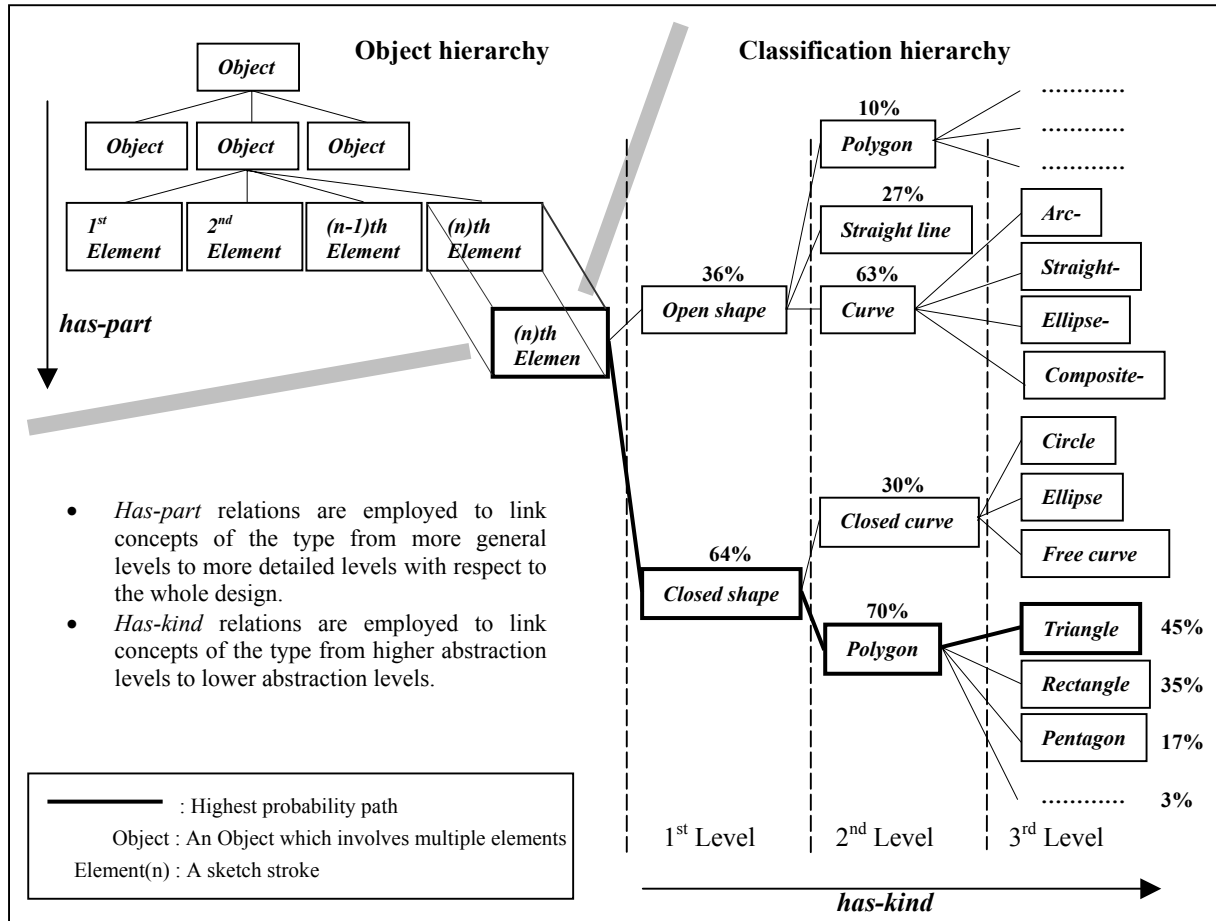 Object hierarchy
Object
Object
Object
Object
1st
Element
2nd
Element
(n-1)th
Element
(n)th
Element
has-part
(n)th
Elemen
Classification hierarchy
36%
Open shape
64%
Closed shape
10%
Polygon
27%
Straight line
63%
Curve
30%
Closed curve
70%
Polygon
............
............
............
Arc-
Straight-
Ellipse-
Composite-
Circle
Ellipse
Free curve
Triangle 45%
Rectangle 35%
Pentagon 17%
............ 3%
1st Level
2nd Level
3rd Level
has-kind
• Has-part relations are employed to link
concepts of the type from more general
levels to more detailed levels with respect to
the whole design.
• Has-kind relations are employed to link
concepts of the type from higher abstraction
levels to lower abstraction levels.
: Highest probability path
Object : An Object which involves multiple elements
Element(n) : A sketch stroke